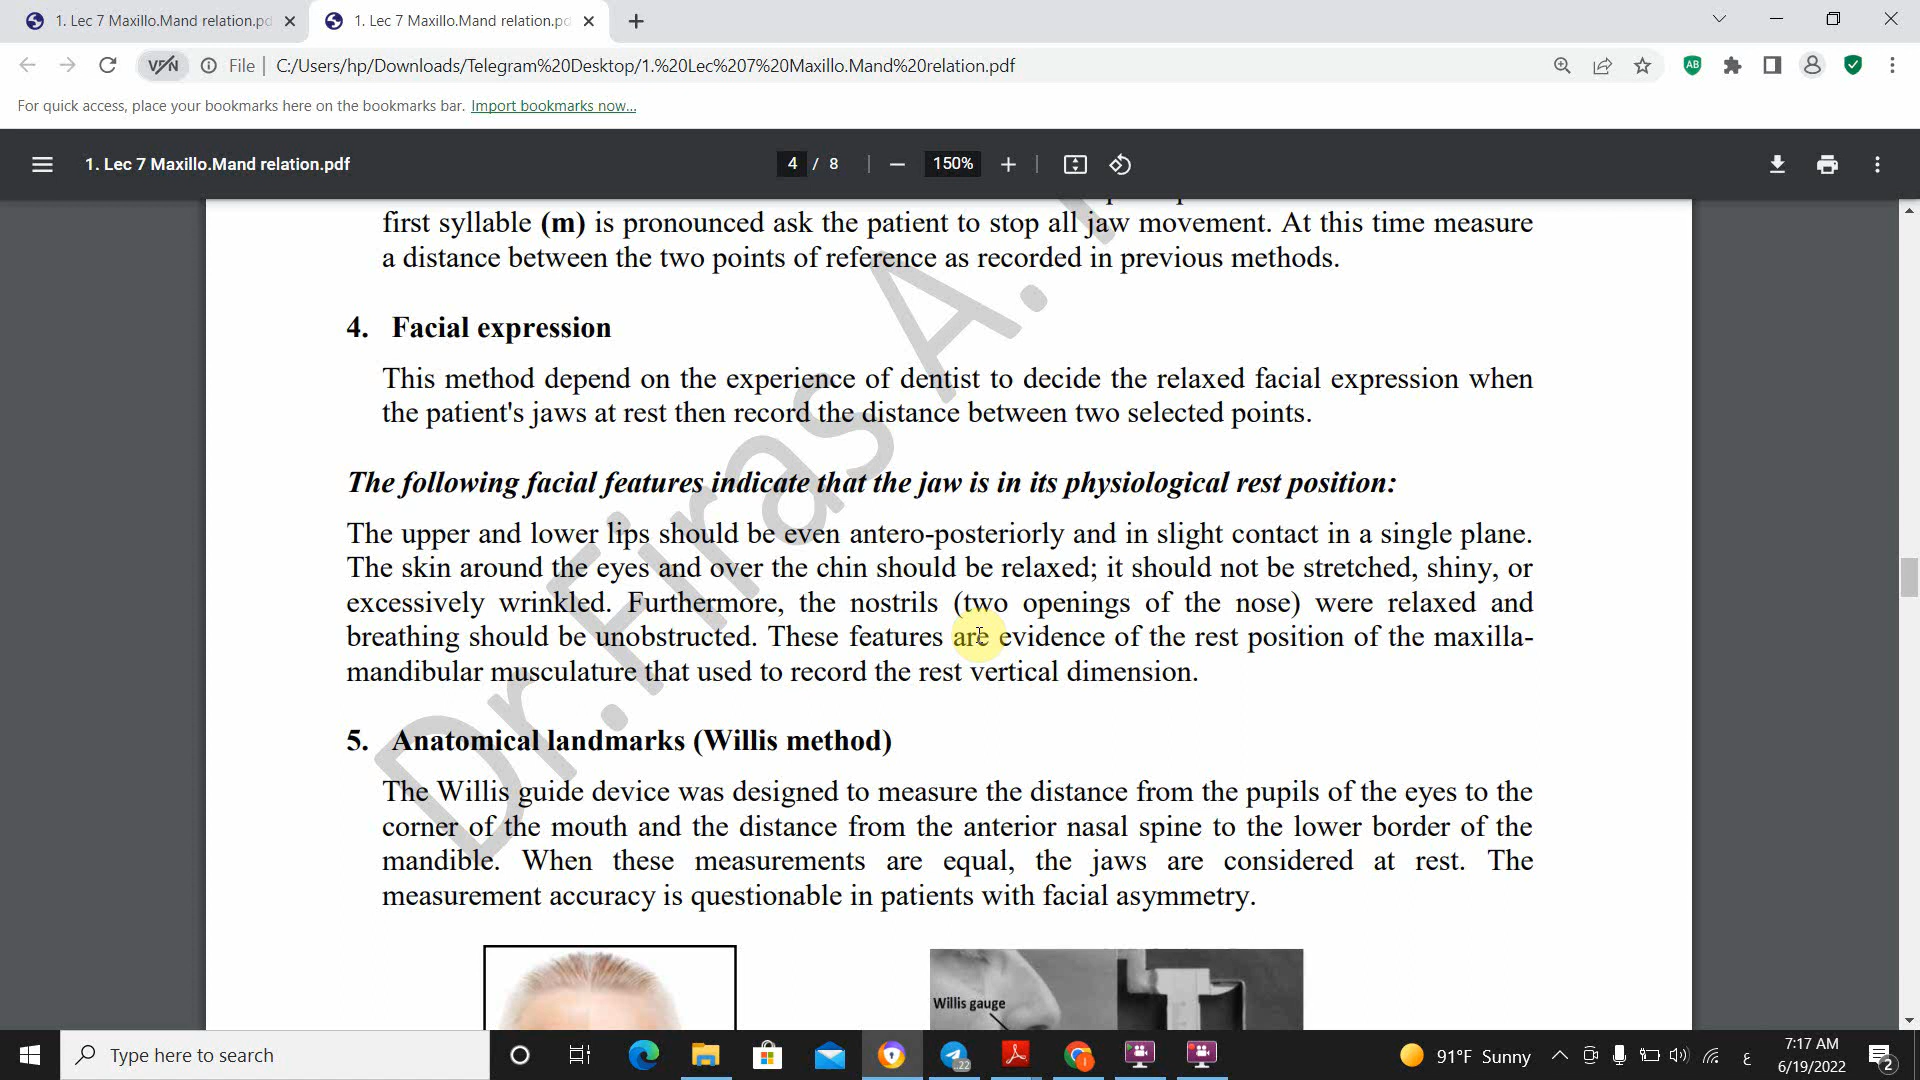 1. Lec 7 Maxillo.Mand relation.pd
1. Lec 7 Maxillo.Mand relation.pd
VPN
File
C:/Users/hp/Downloads/Telegram%20Desktop/1.%20Lec%207%20Maxillo.Mand%20relation.pdf
AB
For quick access, place your bookmarks here on the bookmarks bar. Import bookmarks now...
1. Lec 7 Maxillo.Mand relation.pdf
4 / 8
150%
first syllable (m) is pronounced ask the patient to stop all jaw movement. At this time measure
a distance between the two points of reference as recorded in previous methods.
4. Facial expression
This method depend on the experience of dentist to decide the relaxed facial expression when
the patient's jaws at rest then record the distance between two selected points.
The following facial features indicate that the jaw is in its physiological rest position:
The upper and lower lips should be even antero-posteriorly and in slight contact in a single plane.
The skin around the eyes and over the chin should be relaxed; it should not be stretched, shiny, or
excessively wrinkled. Furthermore, the nostrils (two openings of the nose) were relaxed and
breathing should be unobstructed. These features are evidence of the rest position of the maxilla-
mandibular musculature that used to record the rest vertical dimension.
5. Anatomical landmarks (Willis method)
The Willis guide device was designed to measure the distance from the pupils of the eyes to the
corner of the mouth and the distance from the anterior nasal spine to the lower border of the
mandible. When these measurements are equal, the jaws are considered at rest. The
measurement accuracy is questionable in patients with facial asymmetry.
Willis gauge
Dr.Firas A.
Type here to search
22
91°F Sunny
ع
7:17 AM
6/19/2022
2